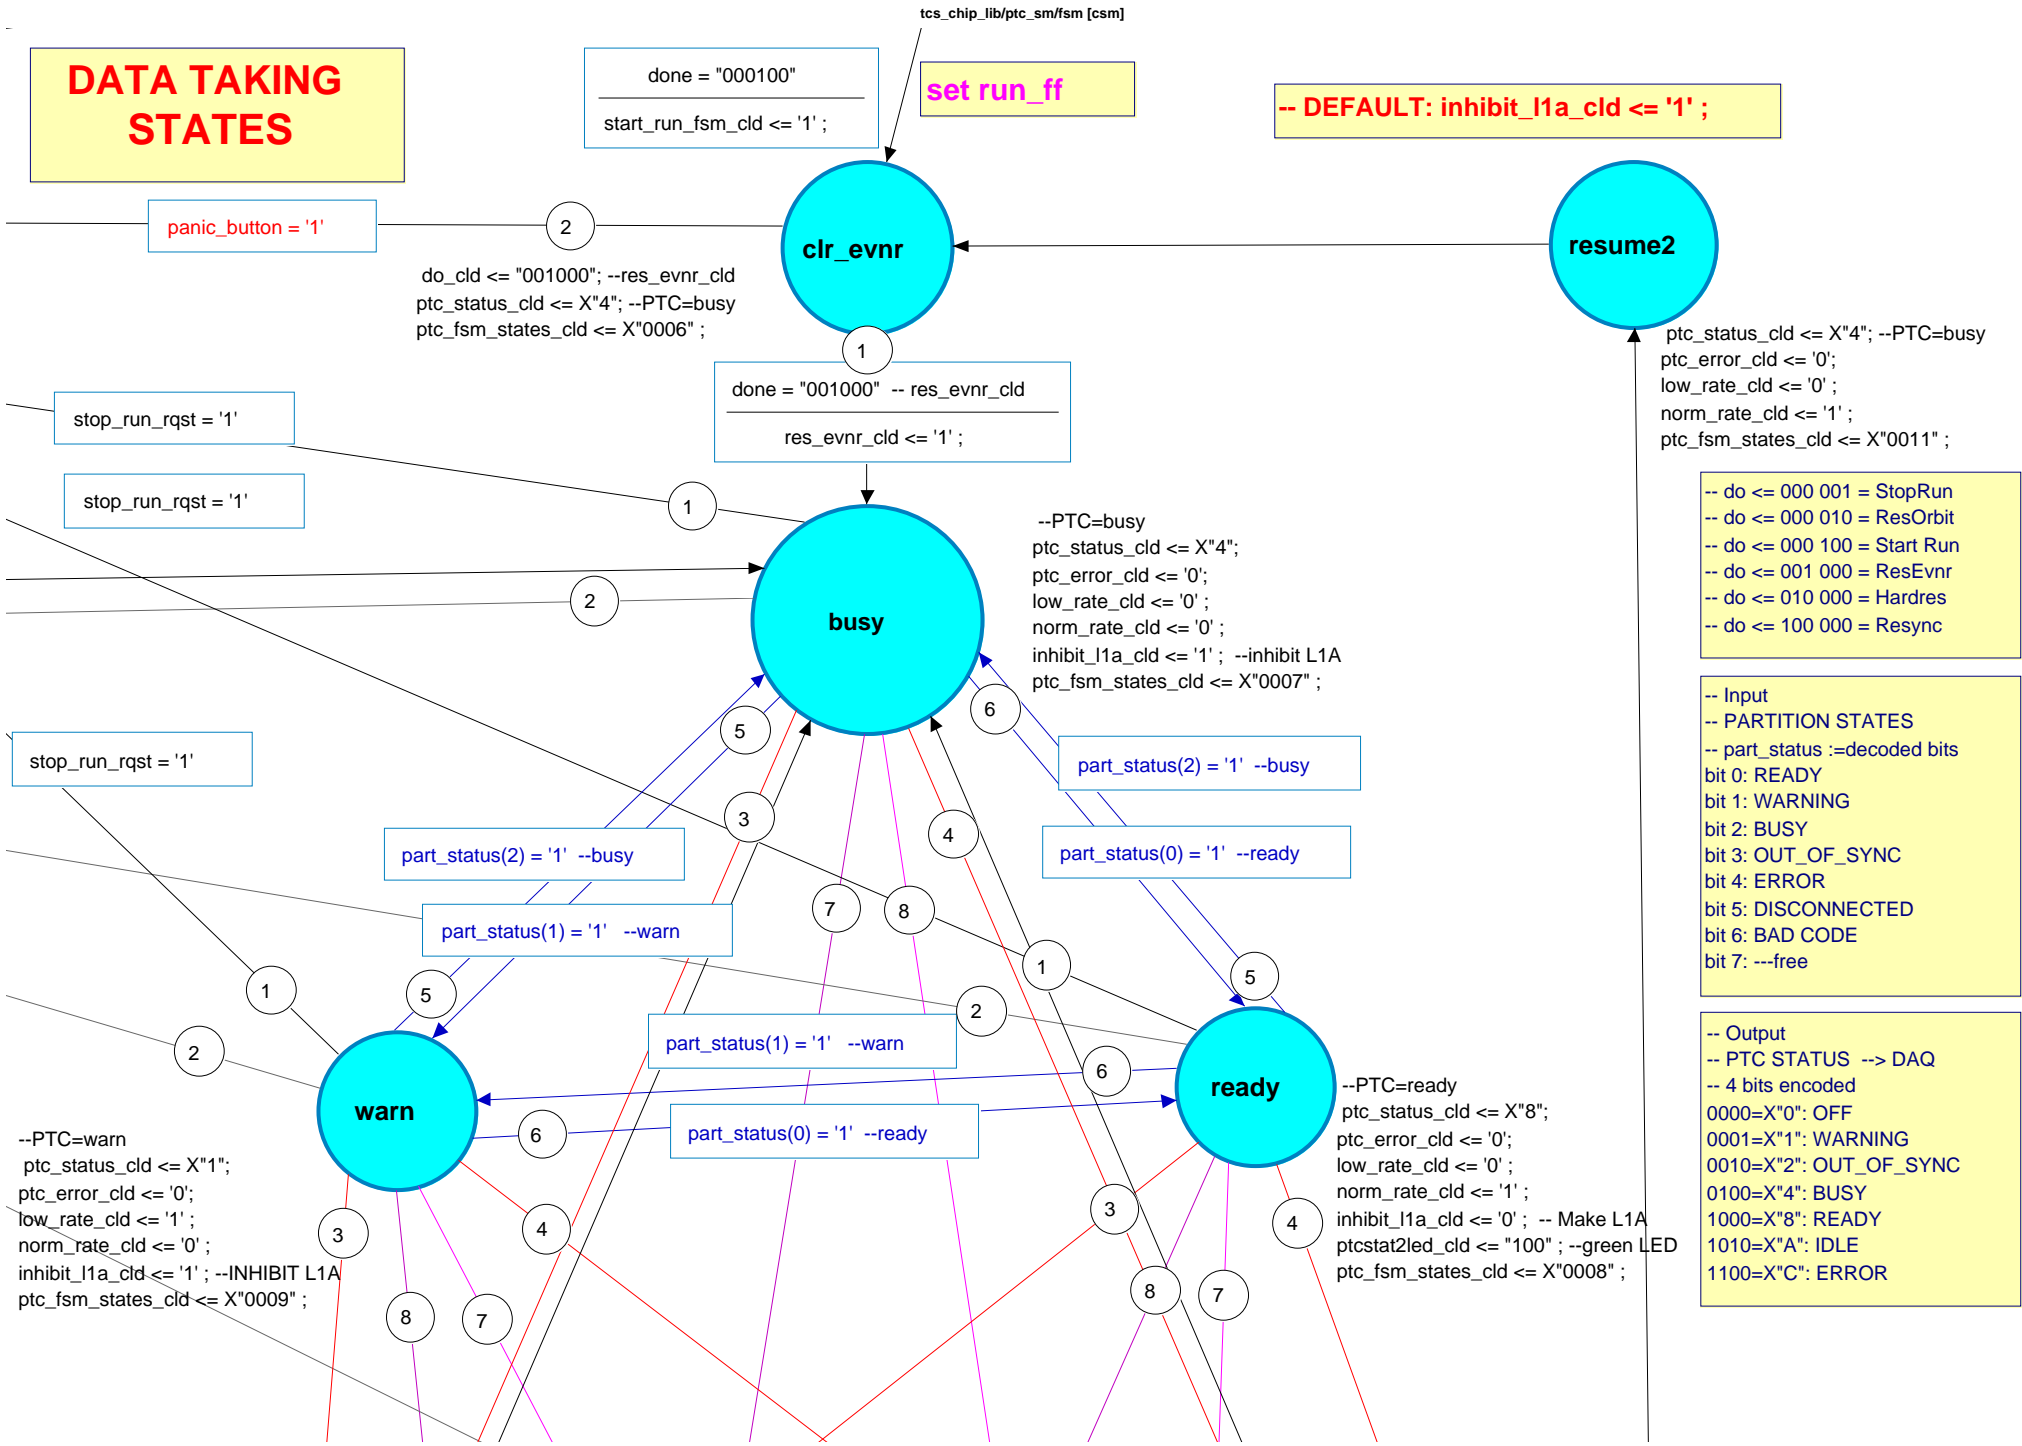 tcs_chip_lib/ptc_sm/fsm [csm]
DATA TAKING
STATES
done = "000100"
start_run_fsm_cld <= '1' ;
set run_ff
-- DEFAULT: inhibit_l1a_cld <= '1' ;
panic_button = '1'
2
clr_evnr
resume2
do_cld <= "001000"; --res_evnr_cld
ptc_status_cld <= X"4"; --PTC=busy
ptc_fsm_states_cld <= X"0006" ;
1
done = "001000"  -- res_evnr_cld
res_evnr_cld <= '1' ;
ptc_status_cld <= X"4"; --PTC=busy
ptc_error_cld <= '0';
low_rate_cld <= '0' ;
norm_rate_cld <= '1' ;
ptc_fsm_states_cld <= X"0011" ;
stop_run_rqst = '1'
stop_run_rqst = '1'
1
2
busy
--PTC=busy
ptc_status_cld <= X"4";
ptc_error_cld <= '0';
low_rate_cld <= '0' ;
norm_rate_cld <= '0' ;
inhibit_l1a_cld <= '1' ;  --inhibit L1A
ptc_fsm_states_cld <= X"0007" ;
-- do <= 000 001 = StopRun
-- do <= 000 010 = ResOrbit
-- do <= 000 100 = Start Run
-- do <= 001 000 = ResEvnr
-- do <= 010 000 = Hardres
-- do <= 100 000 = Resync
-- Input
-- PARTITION STATES
-- part_status :=decoded bits
bit 0: READY
bit 1: WARNING
bit 2: BUSY
bit 3: OUT_OF_SYNC
bit 4: ERROR
bit 5: DISCONNECTED
bit 6: BAD CODE
bit 7: ---free
5
6
stop_run_rqst = '1'
part_status(2) = '1'  --busy
3
4
part_status(2) = '1'  --busy
part_status(0) = '1'  --ready
7
8
part_status(1) = '1'   --warn
1
5
1
5
2
2
part_status(1) = '1'   --warn
6
warn
ready
part_status(0) = '1'  --ready
6
--PTC=warn
ptc_status_cld <= X"1";
ptc_error_cld <= '0';
low_rate_cld <= '1' ;
norm_rate_cld <= '0' ;
inhibit_l1a_cld <= '1' ; --INHIBIT L1A
ptc_fsm_states_cld <= X"0009" ;
3
4
8
7
--PTC=ready
ptc_status_cld <= X"8";
ptc_error_cld <= '0';
low_rate_cld <= '0' ;
norm_rate_cld <= '1' ;
inhibit_l1a_cld <= '0' ;  -- Make L1A
ptcstat2led_cld <= "100" ; --green LED
ptc_fsm_states_cld <= X"0008" ;
3
4
8
7
-- Output
-- PTC STATUS  --> DAQ
-- 4 bits encoded
0000=X"0": OFF
0001=X"1": WARNING
0010=X"2": OUT_OF_SYNC
0100=X"4": BUSY
1000=X"8": READY
1010=X"A": IDLE
1100=X"C": ERROR